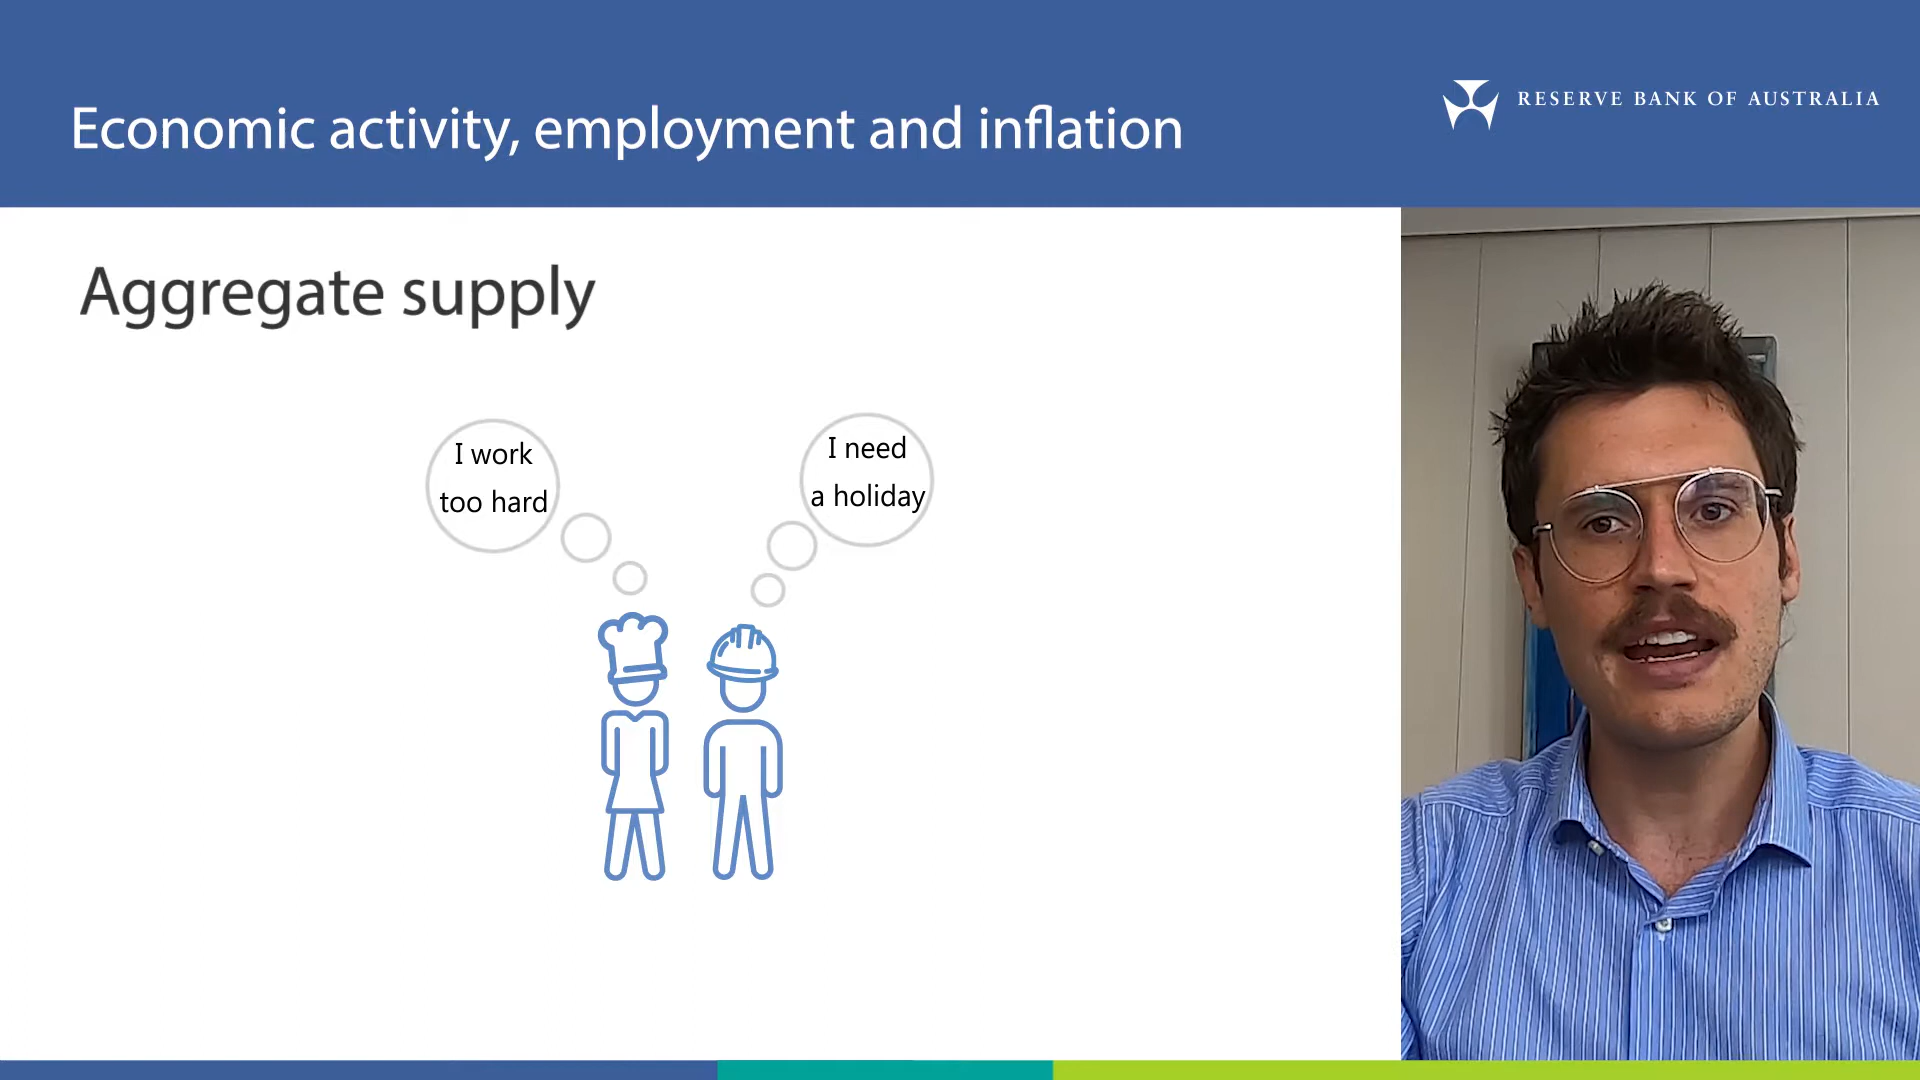 Economic activity, employment and inflation
RESERVE BANK OF AUSTRALIA
Aggregate supply
I work
too hard
I need
a holiday